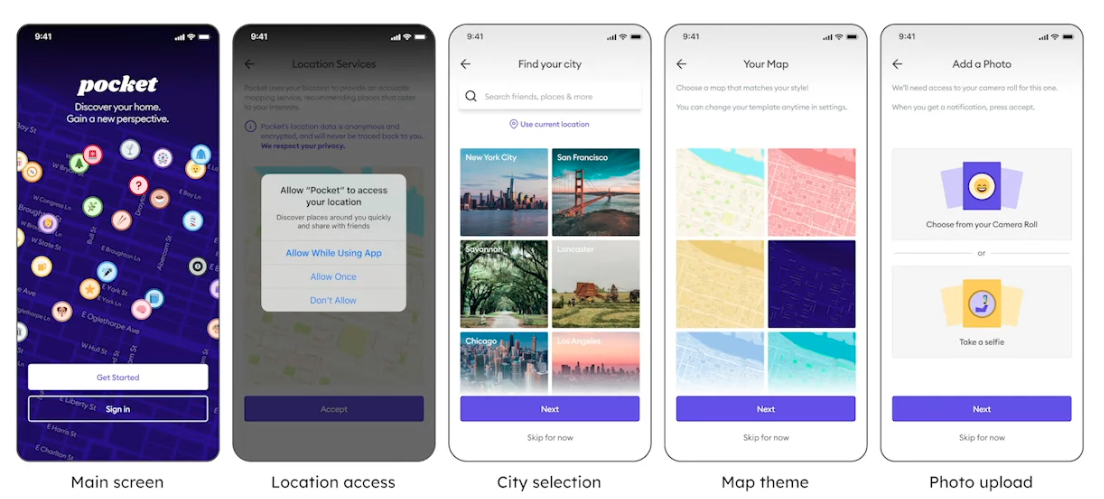 9:41
pocket
Discover your home.
Gain a new perspective.
Bay St
W Bryan St
E Bay Ln
W Congress Ln
W State St
Bull St
E Broughton Ln
Abercorn St
E York St
E York Ln
E Oglethorpe Ave
W Hull St
Get Started
E Liberty St
Sign in
E Harris St
E Charlton St
Main screen
9:41
Location Services
Pocket uses your location to provide an accurate
mapping service, recommending places that cater
to your interests.
Pocket's location data is anonymous and
encrypted, and will never be traced back to you.
We respect your privacy.
Allow “Pocket” to access
your location
Discover places around you quickly
and share with friends
Allow While Using App
Allow Once
Don't Allow
Accept
Location access
9:41
Find your city
Search friends, places & more
Use current location
New York City
San Francisco
Savannah
Lancaster
Chicago
Los Angeles
Next
Skip for now
City selection
9:41
Your Map
Choose a map that matches your style!
You can change your template anytime in settings.
Next
Skip for now
Map theme
9:41
Add a Photo
We'll need access to your camera roll for this one.
When you get a notification, press accept.
Choose from your Camera Roll
or
Take a selfie
Next
Skip for now
Photo upload